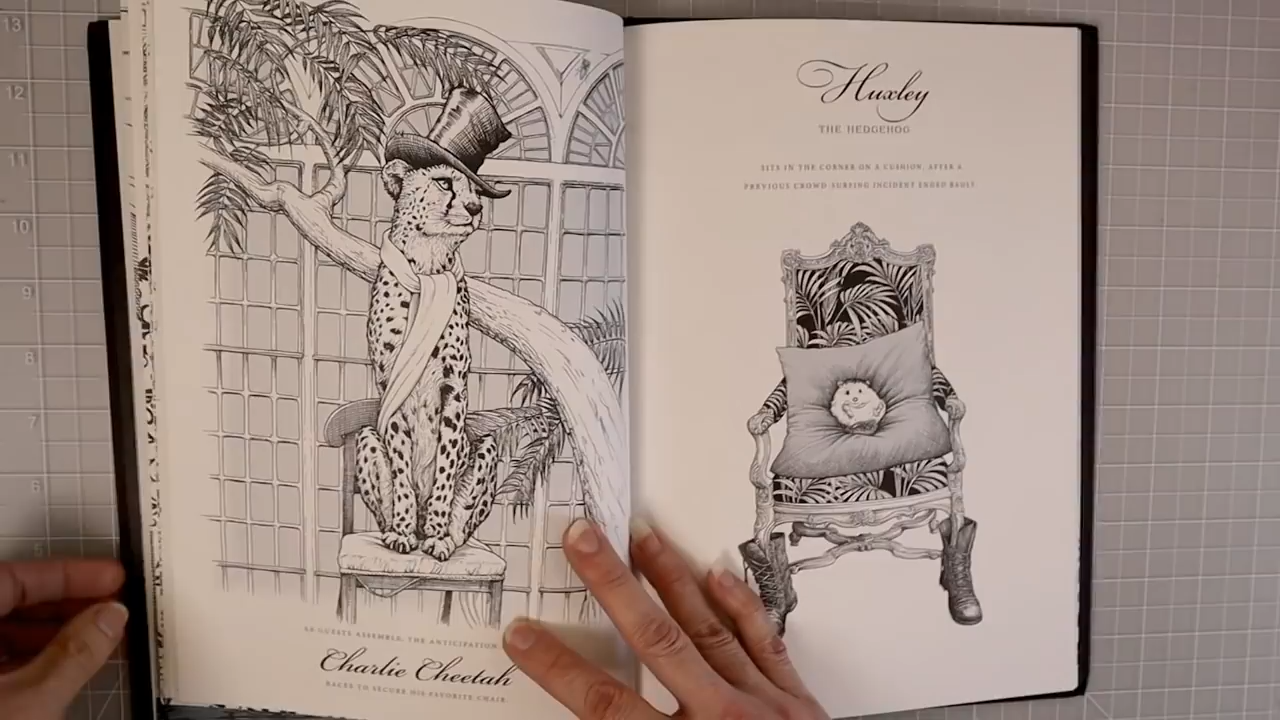 13
12
11
10
9
8
7
6
5
AS GUESTS ASSEMBLE, THE ANTICIPATION
Charlie Cheetah
RACES TO SECURE HIS FAVORITE CHAIR.
Huxley
THE HEDGEHOG
SITS IN THE CORNER ON A CUSHION, AFTER A
PREVIOUS CROWD-SURFING INCIDENT ENDED BADLY.